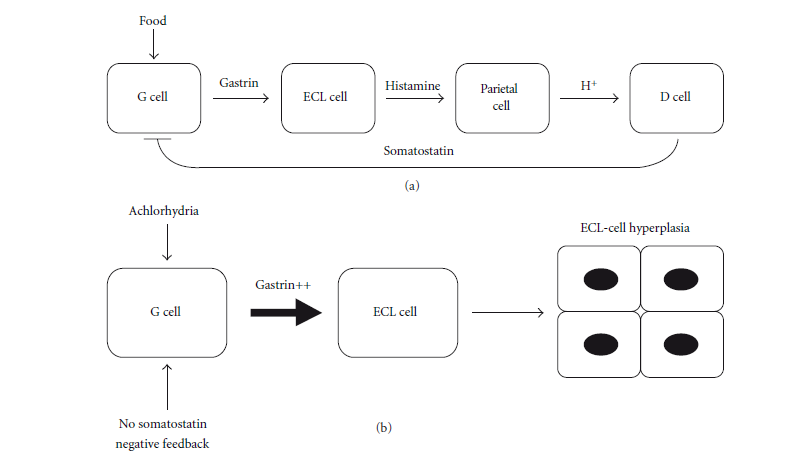 Food
G cell
Gastrin
ECL cell
Histamine
Parietal
cell
H⁺
D cell
Somatostatin
(a)
Achlorhydria
G cell
No somatostatin
negative feedback
Gastrin++
ECL cell
ECL-cell hyperplasia
(b)